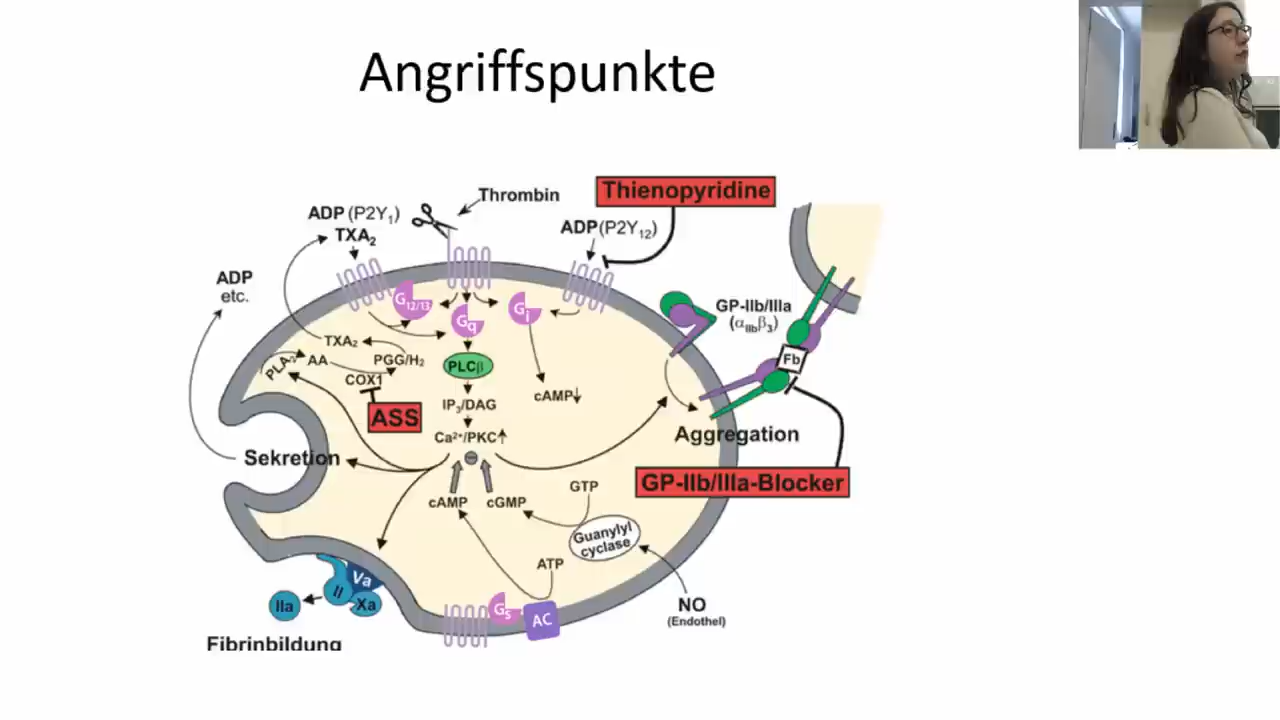 Angriffspunkte
Thienopyridine
Thrombin
ADP (P2Y₁)
TXA₂
ADP(P2Y₁₂)
ADP
etc.
G₁₂/₁₃
Gq
Gᵢ
GP-IIb/IIIa
(αIIbβ₃)
Fb
TXA₂
PLA₂
AA
PGG/H₂
COX1
PLCβ
ASS
IP₃/DAG
cAMP↓
Ca²⁺/PKC↑
Aggregation
Sekretion
GP-IIb/IIIa-Blocker
cAMP
cGMP
GTP
Guanylyl
cyclase
ATP
Va
II
Xa
IIa
Gs
AC
NO
(Endothel)
Fibrinbildung